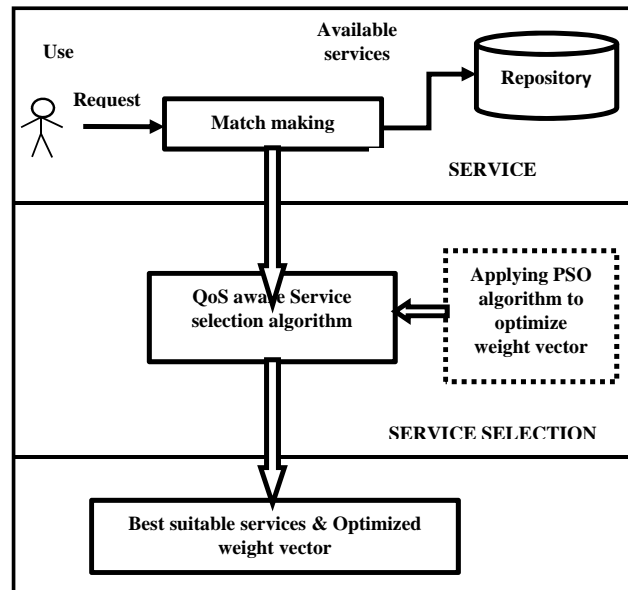 Use
Available
services
Repository
Request
Match making
SERVICE
QoS aware Service
selection algorithm
Applying PSO
algorithm to
optimize
weight vector
SERVICE SELECTION
Best suitable services & Optimized
weight vector